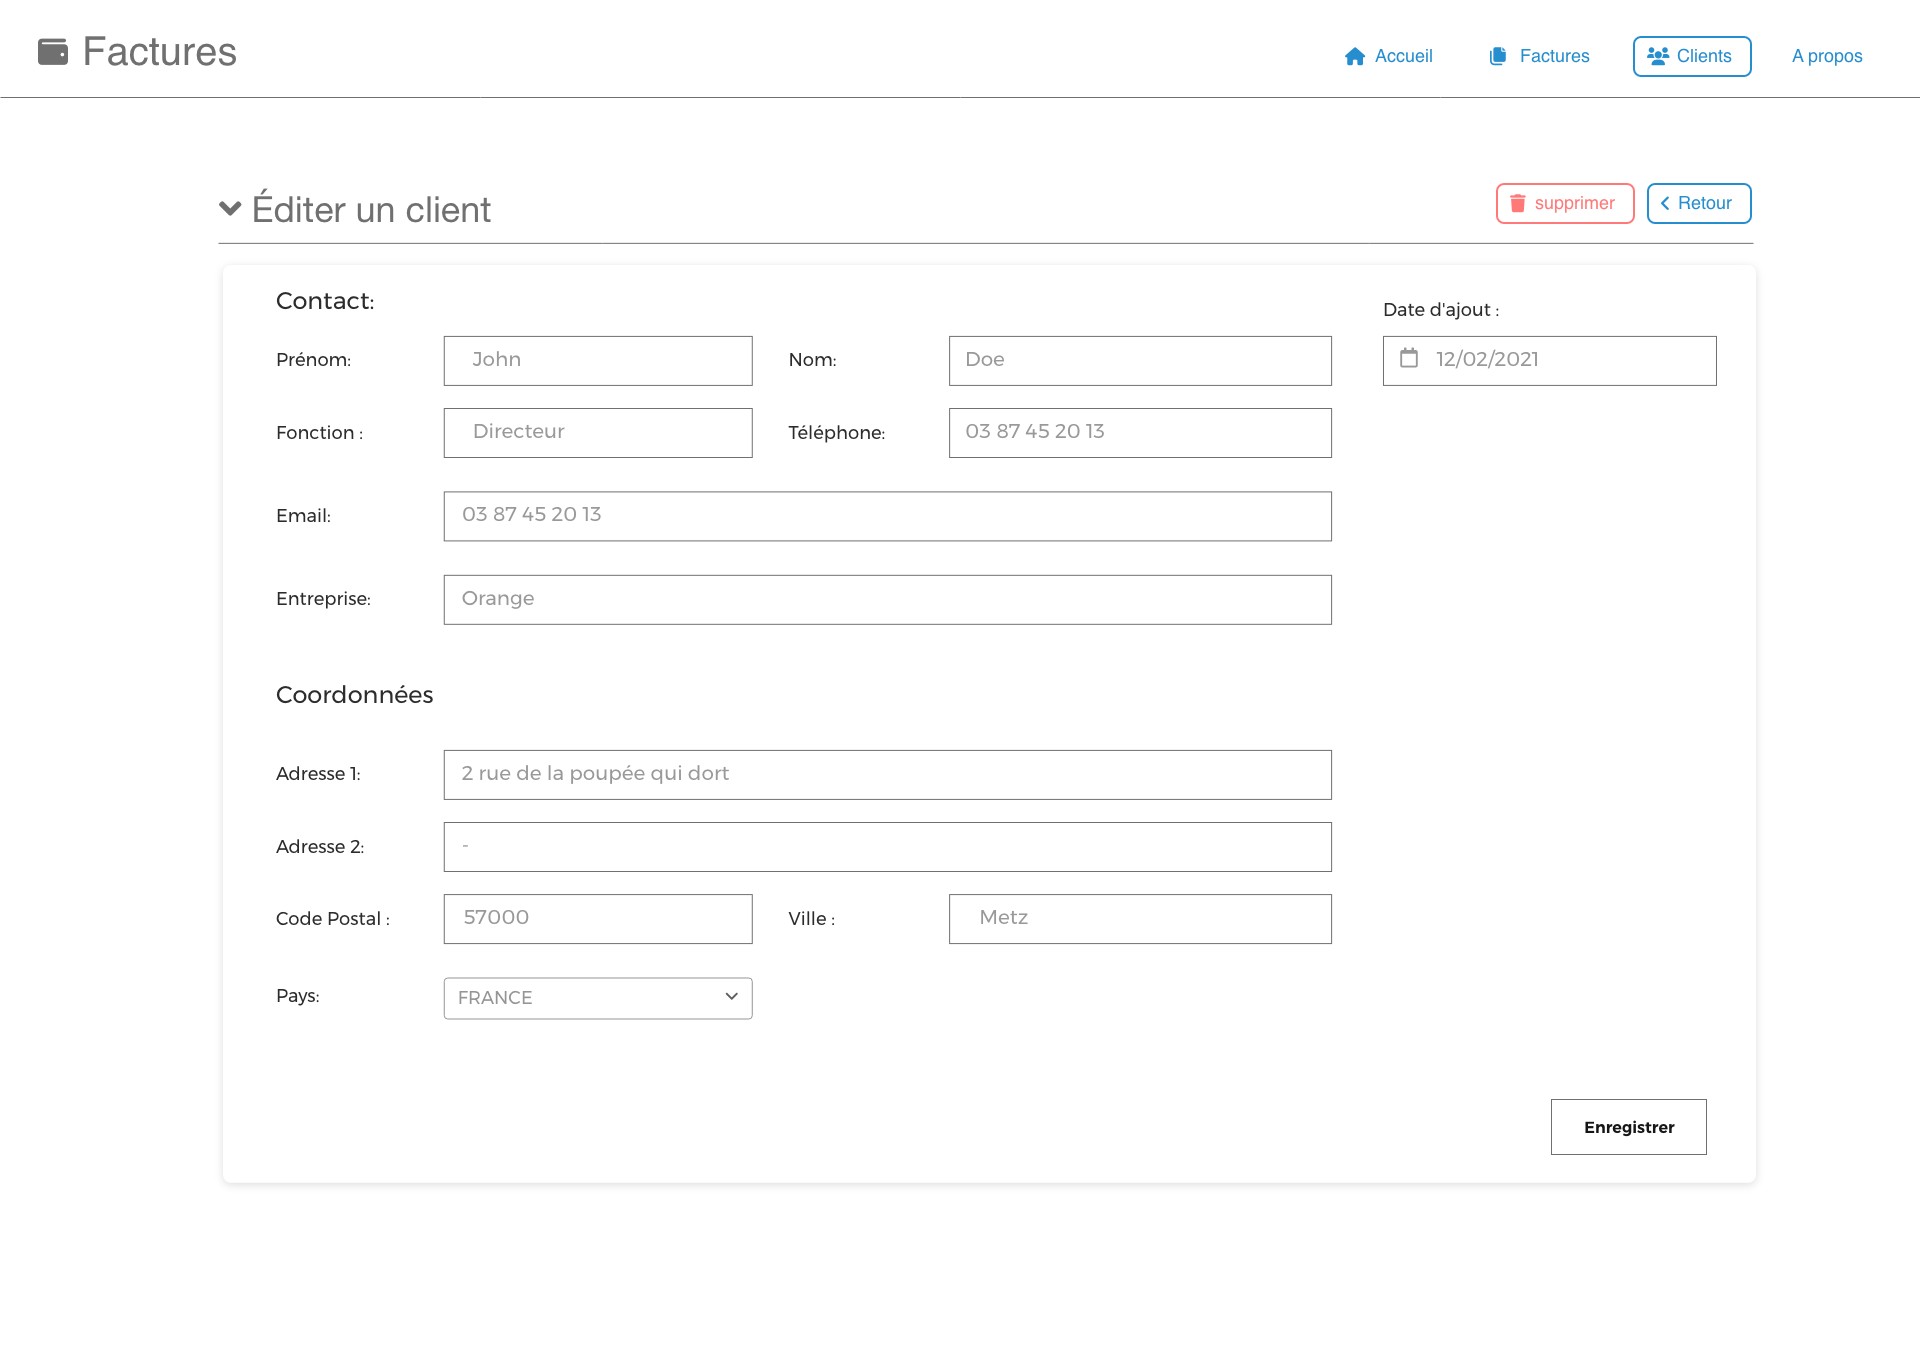 Factures
Accueil
Factures
Clients
A propos
Éditer un client
supprimer
Retour
Contact:
Date d'ajout :
Prénom:
John
Nom:
Doe
12/02/2021
Fonction :
Directeur
Téléphone:
03 87 45 20 13
Email:
03 87 45 20 13
Entreprise:
Orange
Coordonnées
Adresse 1:
2 rue de la poupée qui dort
Adresse 2:
-
Code Postal :
57000
Ville :
Metz
Pays:
FRANCE
Enregistrer